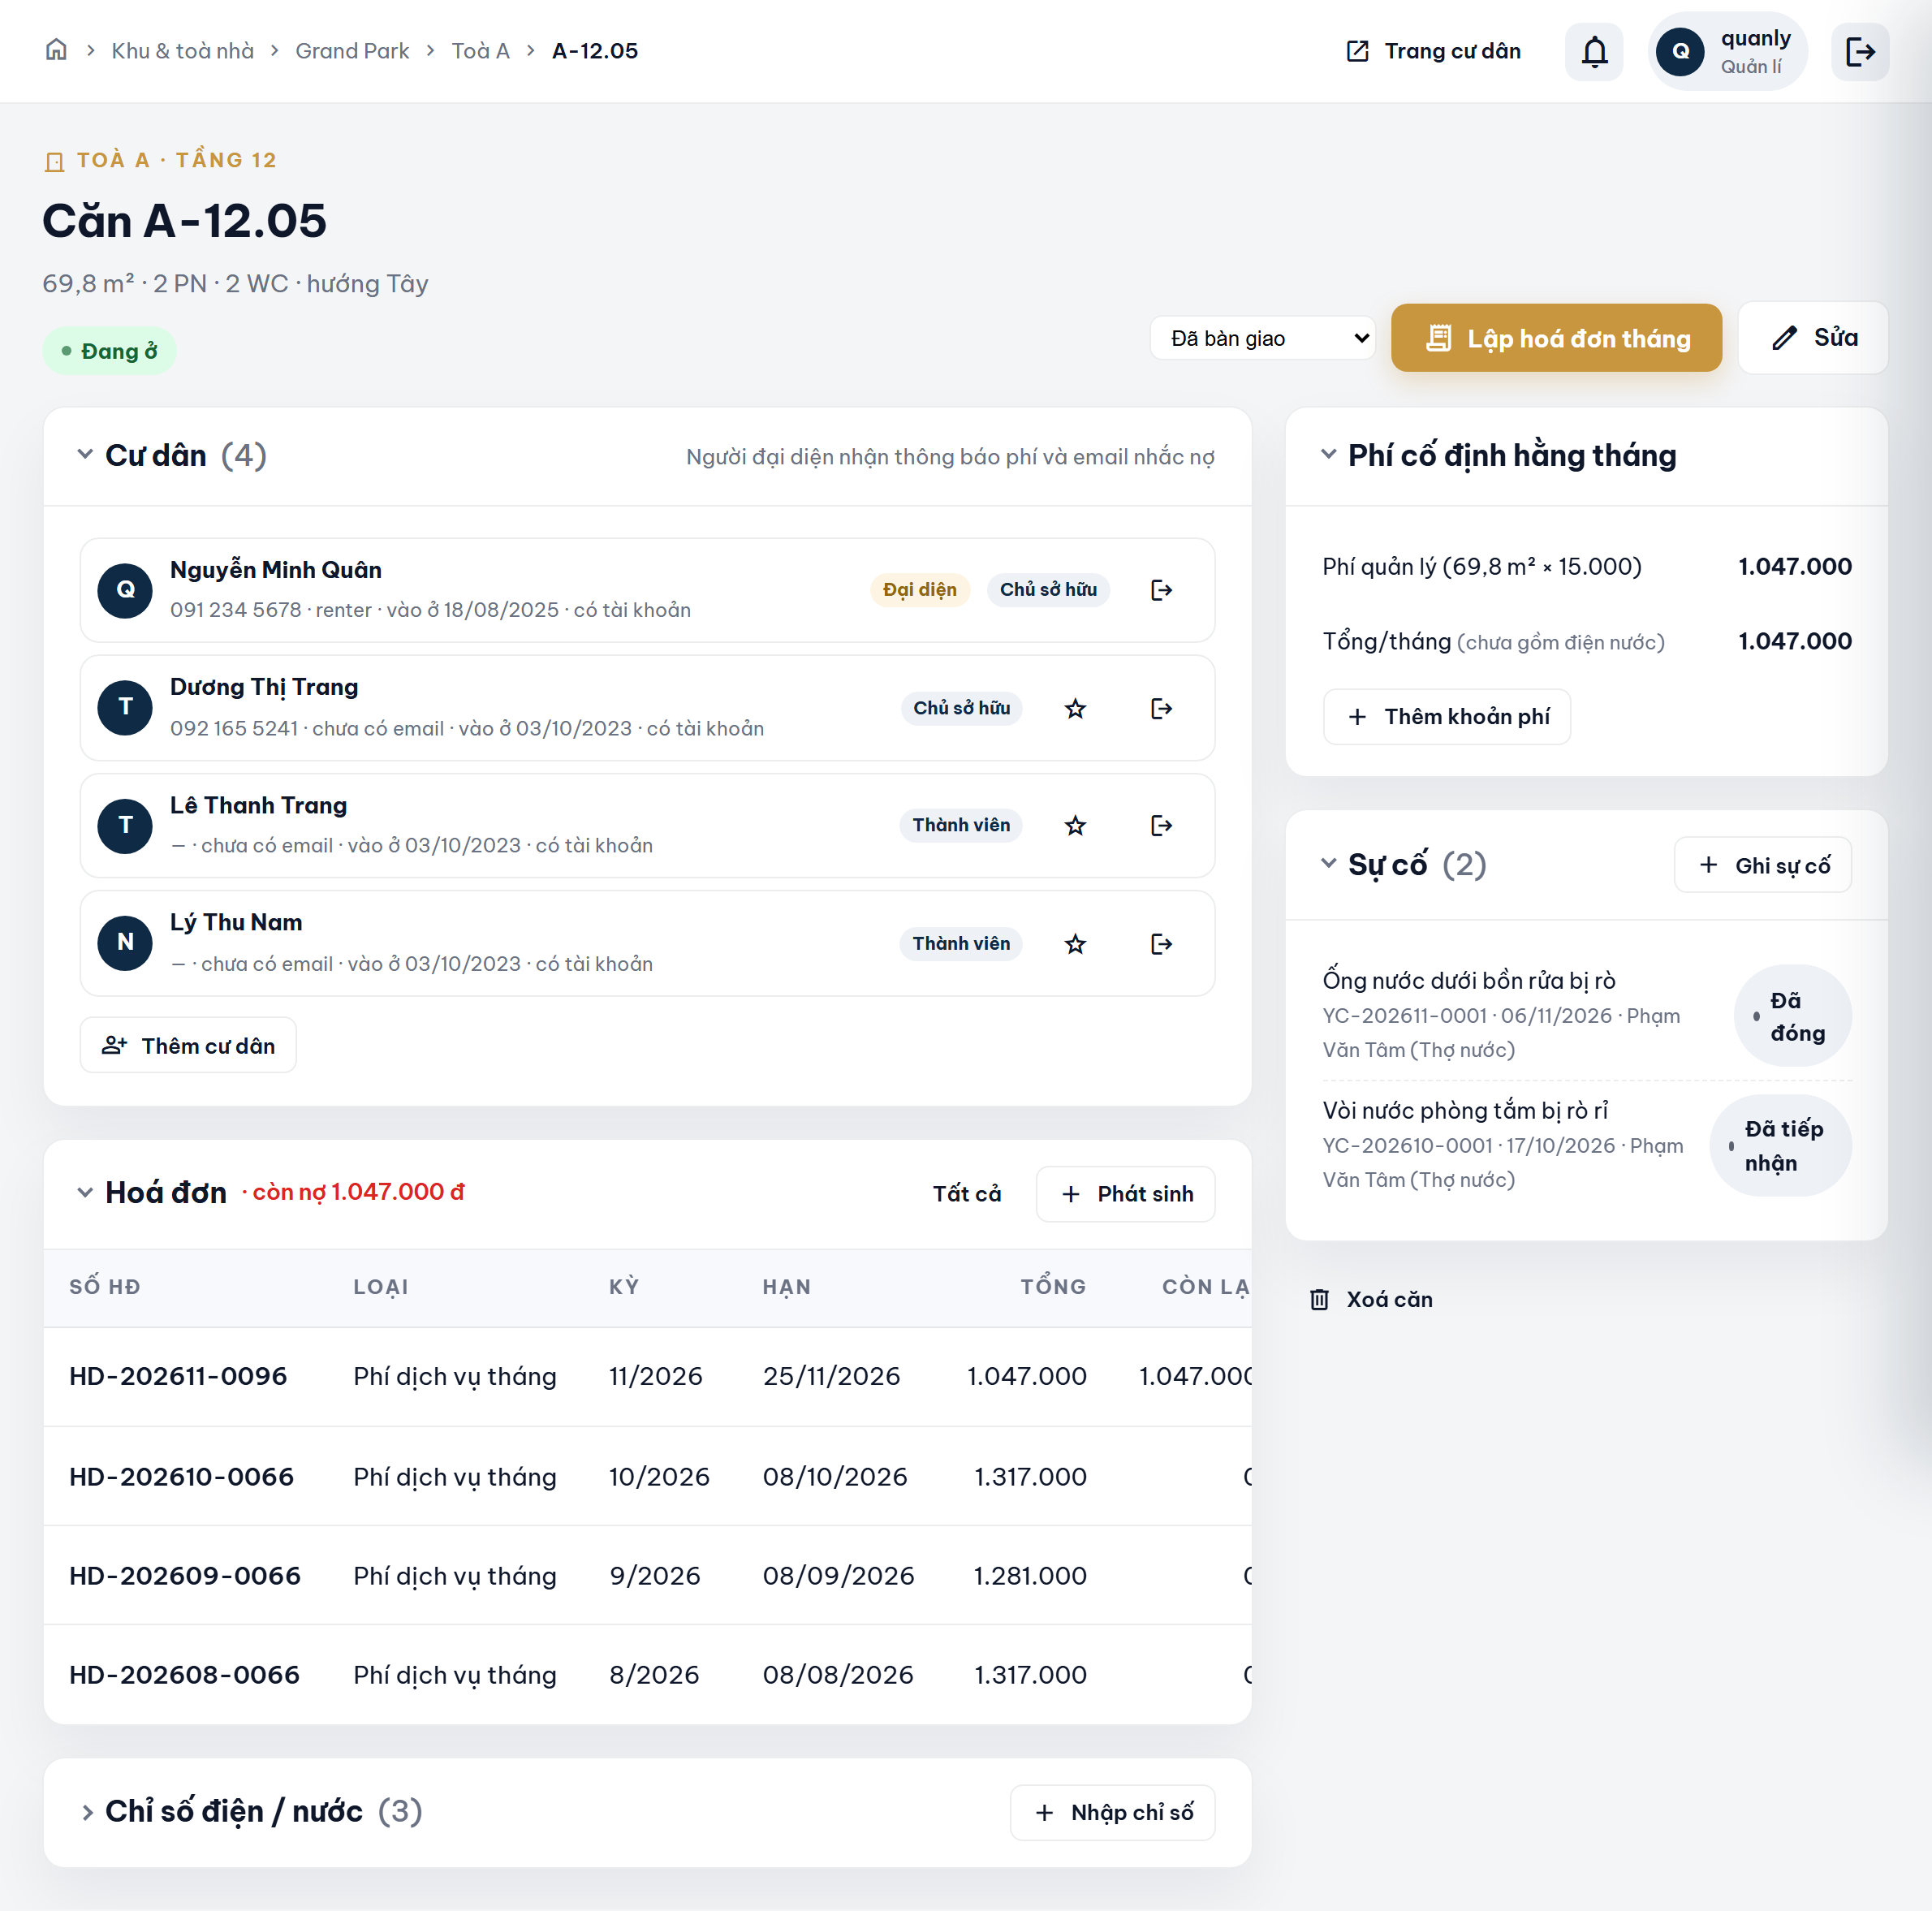 Khu & toà nhà › Grand Park › Toà A › A-12.05
Trang cư dân
Q
quanly
Quản lí
TOÀ A · TẦNG 12
Căn A-12.05
69,8 m² · 2 PN · 2 WC · hướng Tây
Đang ở
Đã bàn giao
Lập hoá đơn tháng
Sửa
Cư dân (4)
Người đại diện nhận thông báo phí và email nhắc nợ
Q
Nguyễn Minh Quân
091 234 5678 · renter · vào ở 18/08/2025 · có tài khoản
Đại diện
Chủ sở hữu
T
Dương Thị Trang
092 165 5241 · chưa có email · vào ở 03/10/2023 · có tài khoản
Chủ sở hữu
T
Lê Thanh Trang
— · chưa có email · vào ở 03/10/2023 · có tài khoản
Thành viên
N
Lý Thu Nam
— · chưa có email · vào ở 03/10/2023 · có tài khoản
Thành viên
Thêm cư dân
Hoá đơn · còn nợ 1.047.000 đ
Tất cả
+ Phát sinh
SỐ HĐ LOẠI KỲ HẠN TỔNG CÒN LẠ
HD-202611-0096 Phí dịch vụ tháng 11/2026 25/11/2026 1.047.000 1.047.000
HD-202610-0066 Phí dịch vụ tháng 10/2026 08/10/2026 1.317.000 0
HD-202609-0066 Phí dịch vụ tháng 9/2026 08/09/2026 1.281.000 0
HD-202608-0066 Phí dịch vụ tháng 8/2026 08/08/2026 1.317.000 0
Chỉ số điện / nước (3)
+ Nhập chỉ số
Phí cố định hằng tháng
Phí quản lý (69,8 m² × 15.000) 1.047.000
Tổng/tháng (chưa gồm điện nước) 1.047.000
+ Thêm khoản phí
Sự cố (2)
+ Ghi sự cố
Ống nước dưới bồn rửa bị rò
YC-202611-0001 · 06/11/2026 · Phạm
Văn Tâm (Thợ nước)
Đã
đóng
Vòi nước phòng tắm bị rò rỉ
YC-202610-0001 · 17/10/2026 · Phạm
Văn Tâm (Thợ nước)
Đã tiếp
nhận
Xoá căn